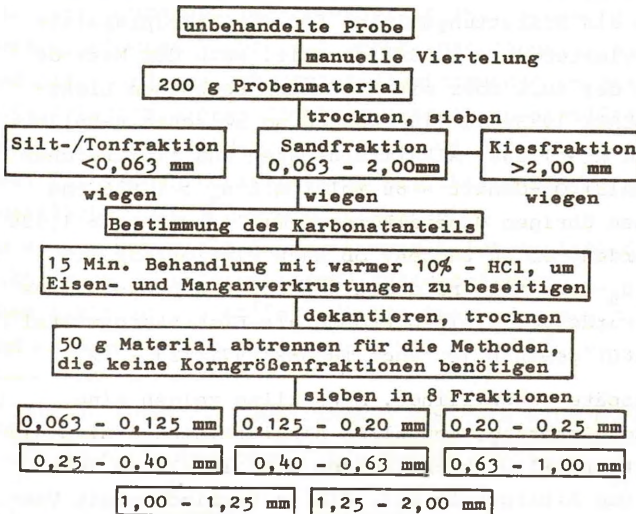 unbehandelte Probe
manuelle Viertelung
200 g Probenmaterial
trocknen, sieben
Silt-/Tonfraktion
<0,063 mm
Sandfraktion
0,063 - 2,00mm
Kiesfraktion
>2,00 mm
wiegen wiegen wiegen
Bestimmung des Karbonatanteils
15 Min. Behandlung mit warmer 10% - HCl, um
Eisen- und Manganverkrustungen zu beseitigen
dekantieren, trocknen
50 g Material abtrennen für die Methoden,
die keine Korngrößenfraktionen benötigen
sieben in 8 Fraktionen
0,063 - 0,125 mm 0,125 - 0,20 mm 0,20 - 0,25 mm
0,25 - 0,40 mm 0,40 - 0,63 mm 0,63 - 1,00 mm
1,00 - 1,25 mm 1,25 - 2,00 mm